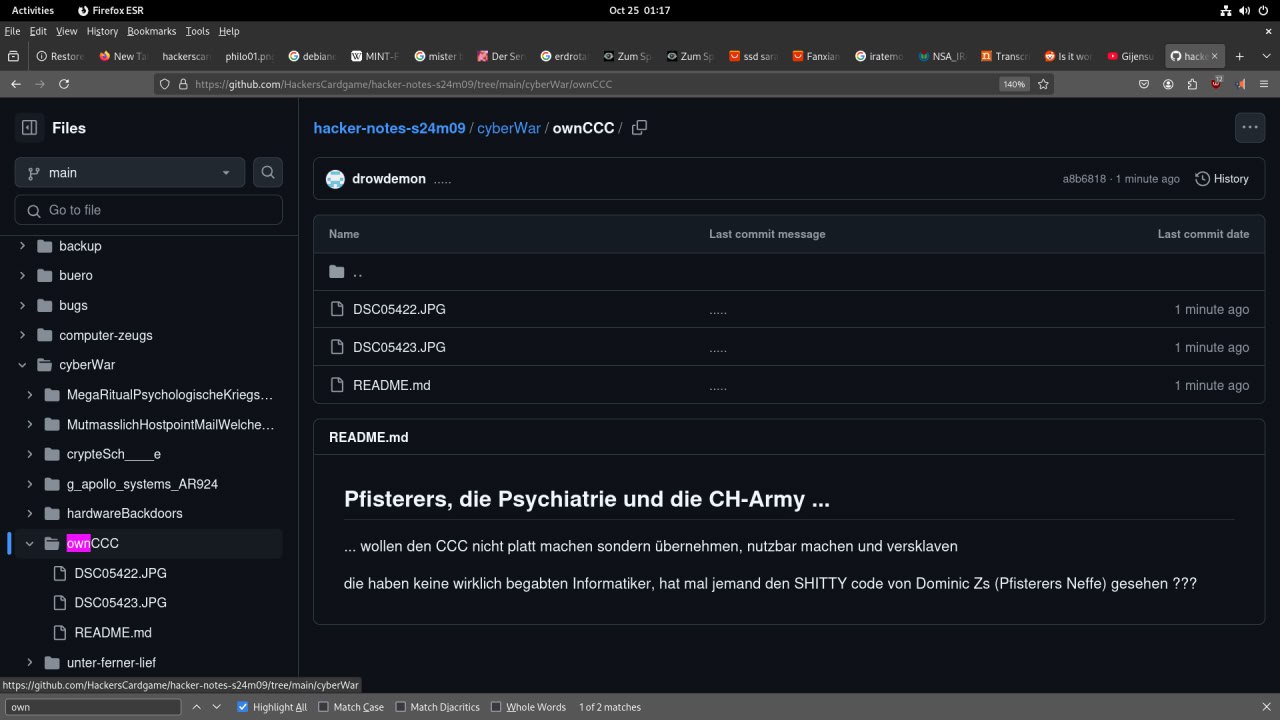 Activities Firefox ESR Oct 25 01:17
File Edit View History Bookmarks Tools Help
Restore New Ta hackerscar philo01.png debiane MINT-F mister Der Ser erdrotat Zum Sp Zum Sp ssd sara Fanxian iratemo NSA_IR Transcri Is it wo Gijensu hacke
https://github.com/HackersCardgame/hacker-notes-s24m09/tree/main/cyberWar/ownCCC 140% 12
Files
hacker-notes-s24m09 / cyberWar / ownCCC /
main
drowdemon ..... a8b6818 · 1 minute ago History
Go to file
Name Last commit message Last commit date
backup
..
buero
bugs
DSC05422.JPG ..... 1 minute ago
computer-zeugs
DSC05423.JPG ..... 1 minute ago
cyberWar
README.md ..... 1 minute ago
MegaRitualPsychologischeKriegs...
MutmasslichHostpointMailWelche...
README.md
crypteSch____e
g_apollo_systems_AR924
Pfisterers, die Psychiatrie und die CH-Army ...
hardwareBackdoors
ownCCC
... wollen den CCC nicht platt machen sondern übernehmen, nutzbar machen und versklaven
DSC05422.JPG
die haben keine wirklich begabten Informatiker, hat mal jemand den SHITTY code von Dominic Zs (Pfisterers Neffe) gesehen ???
DSC05423.JPG
README.md
unter-ferner-lief
https://github.com/HackersCardgame/hacker-notes-s24m09/tree/main/cyberWar
own Highlight All Match Case Match Diacritics Whole Words 1 of 2 matches